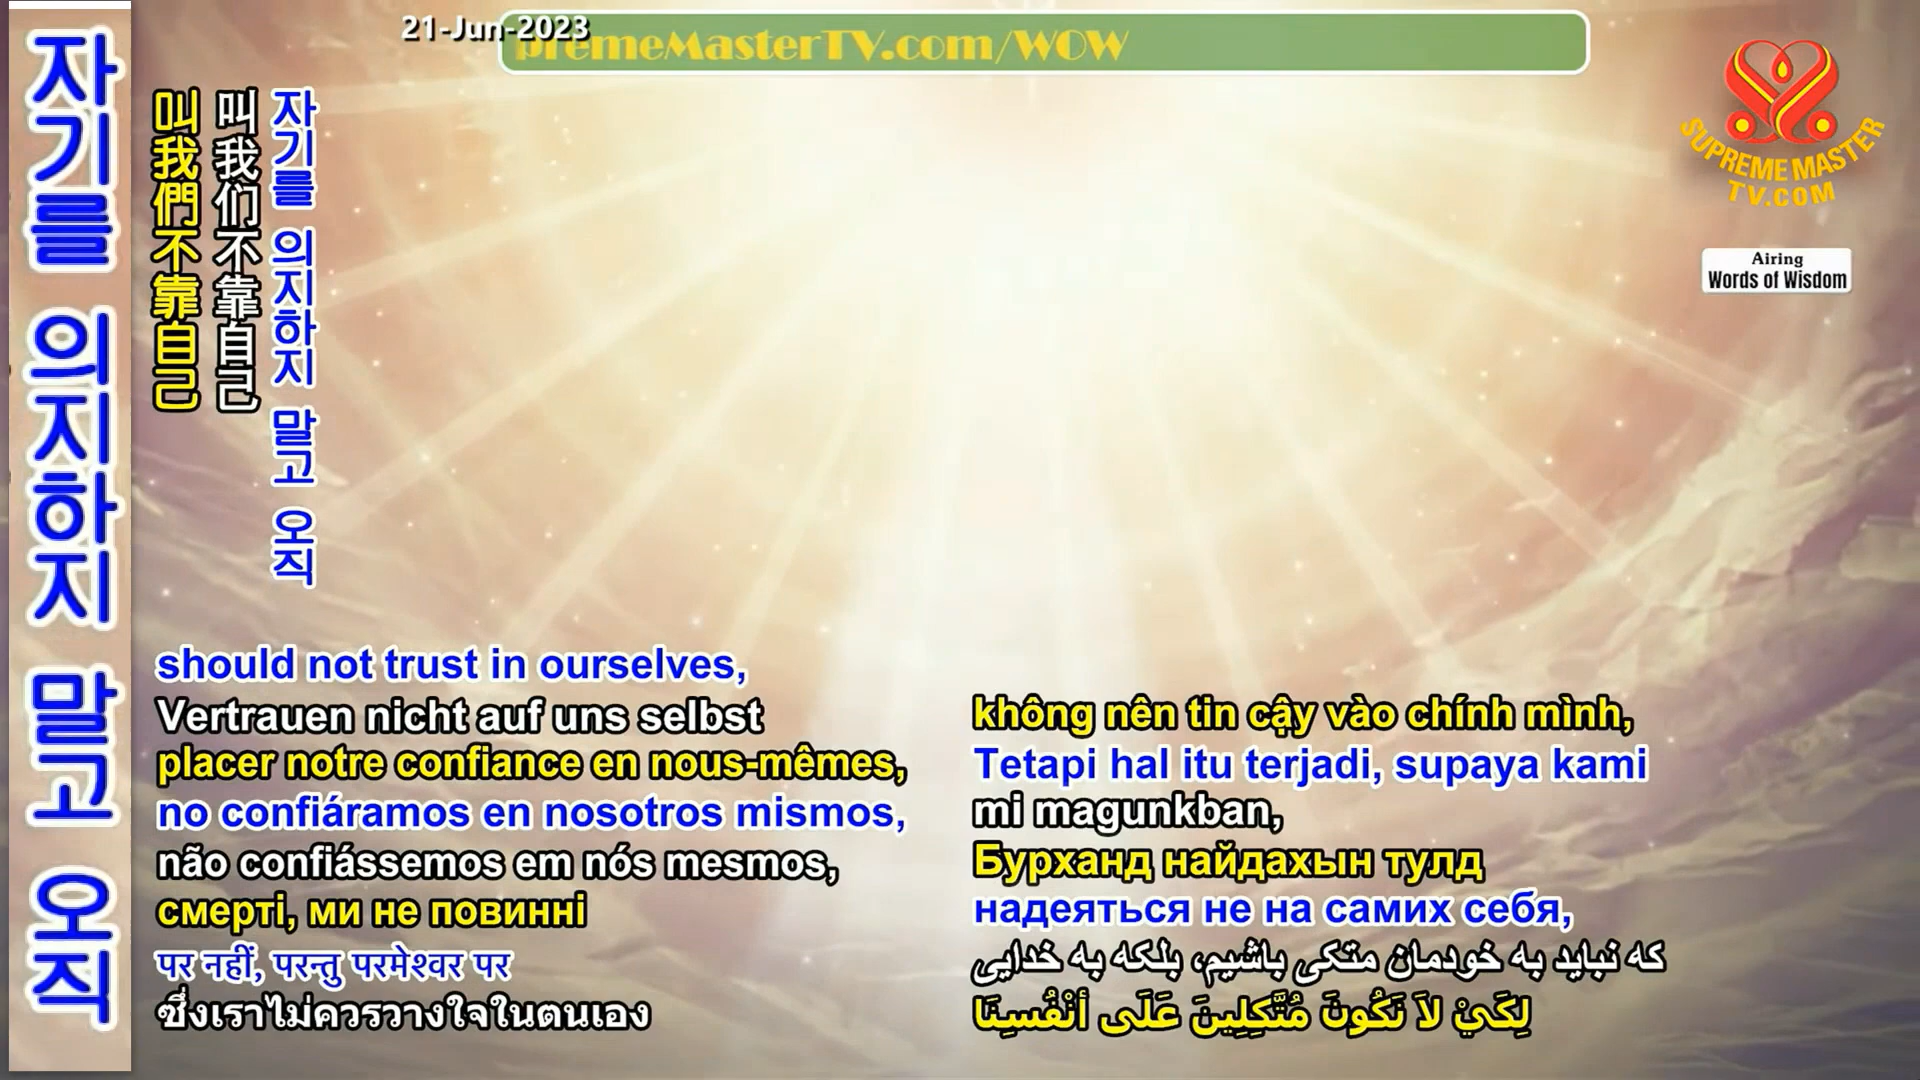 21-Jun-2023
premeMasterTV.com/WOW
SUPREME MASTER
TV.COM
Airing
Words of Wisdom
자기를 의지하지 말고 오직
叫我們不靠自己
叫我们不靠自己
자기를 의지하지 말고 오직
should not trust in ourselves,
Vertrauen nicht auf uns selbst
placer notre confiance en nous-mêmes,
no confiáramos en nosotros mismos,
não confiássemos em nós mesmos,
смерті, ми не повинні
पर नहीं, परन्तु परमेश्वर पर
ซึ่งเราไม่ควรวางใจในตนเอง
không nên tin cậy vào chính mình,
Tetapi hal itu terjadi, supaya kami
mi magunkban,
Бурханд найдахын тулд
надеяться не на самих себя,
که نباید به خودمان متکی باشیم، بلکه به خدایی
لِكَيْ لاَ نَكُونَ مُتَّكِلِينَ عَلَى أَنْفُسِنَا